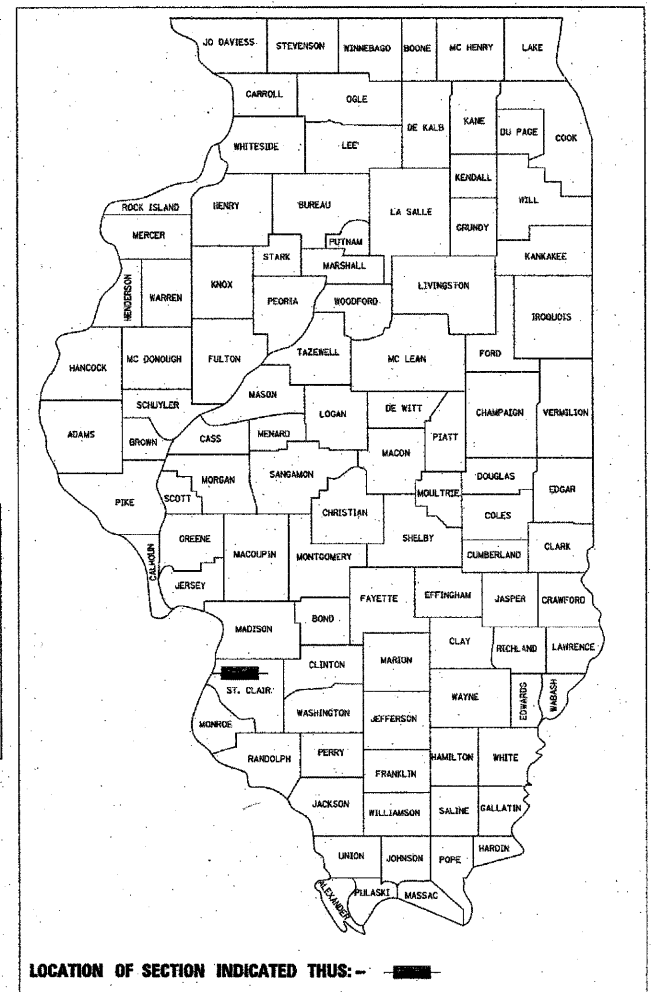 JO DAVIESS STEVENSON WINNEBAGO BOONE MC HENRY LAKE
CARROLL OGLE DE KALB KANE DU PAGE COOK
WHITESIDE LEE
KENDALL WILL
ROCK ISLAND HENRY BUREAU LA SALLE GRUNDY
MERCER PUTNAM
STARK MARSHALL KANKAKEE
HENDERSON WARREN KNOX PEORIA WOODFORD LIVINGSTON IROQUOIS
HANCOCK MC DONOUGH FULTON TAZEWELL MC LEAN FORD
SCHUYLER MASON
ADAMS BROWN CASS MENARD LOGAN DE WITT PIATT CHAMPAIGN VERMILION
MACON
PIKE SCOTT MORGAN SANGAMON CHRISTIAN MOULTRIE DOUGLAS EDGAR
COLES
CALHOUN GREENE MACOUPIN MONTGOMERY SHELBY CUMBERLAND CLARK
JERSEY
FAYETTE EFFINGHAM JASPER CRAWFORD
MADISON BOND
CLAY RICHLAND LAWRENCE
CLINTON MARION
ST. CLAIR WAYNE EDWARDS WABASH
MONROE WASHINGTON JEFFERSON
RANDOLPH PERRY HAMILTON WHITE
FRANKLIN
JACKSON WILLIAMSON SALINE GALLATIN
UNION JOHNSON POPE HARDIN
ALEXANDER PULASKI MASSAC
LOCATION OF SECTION INDICATED THUS: -